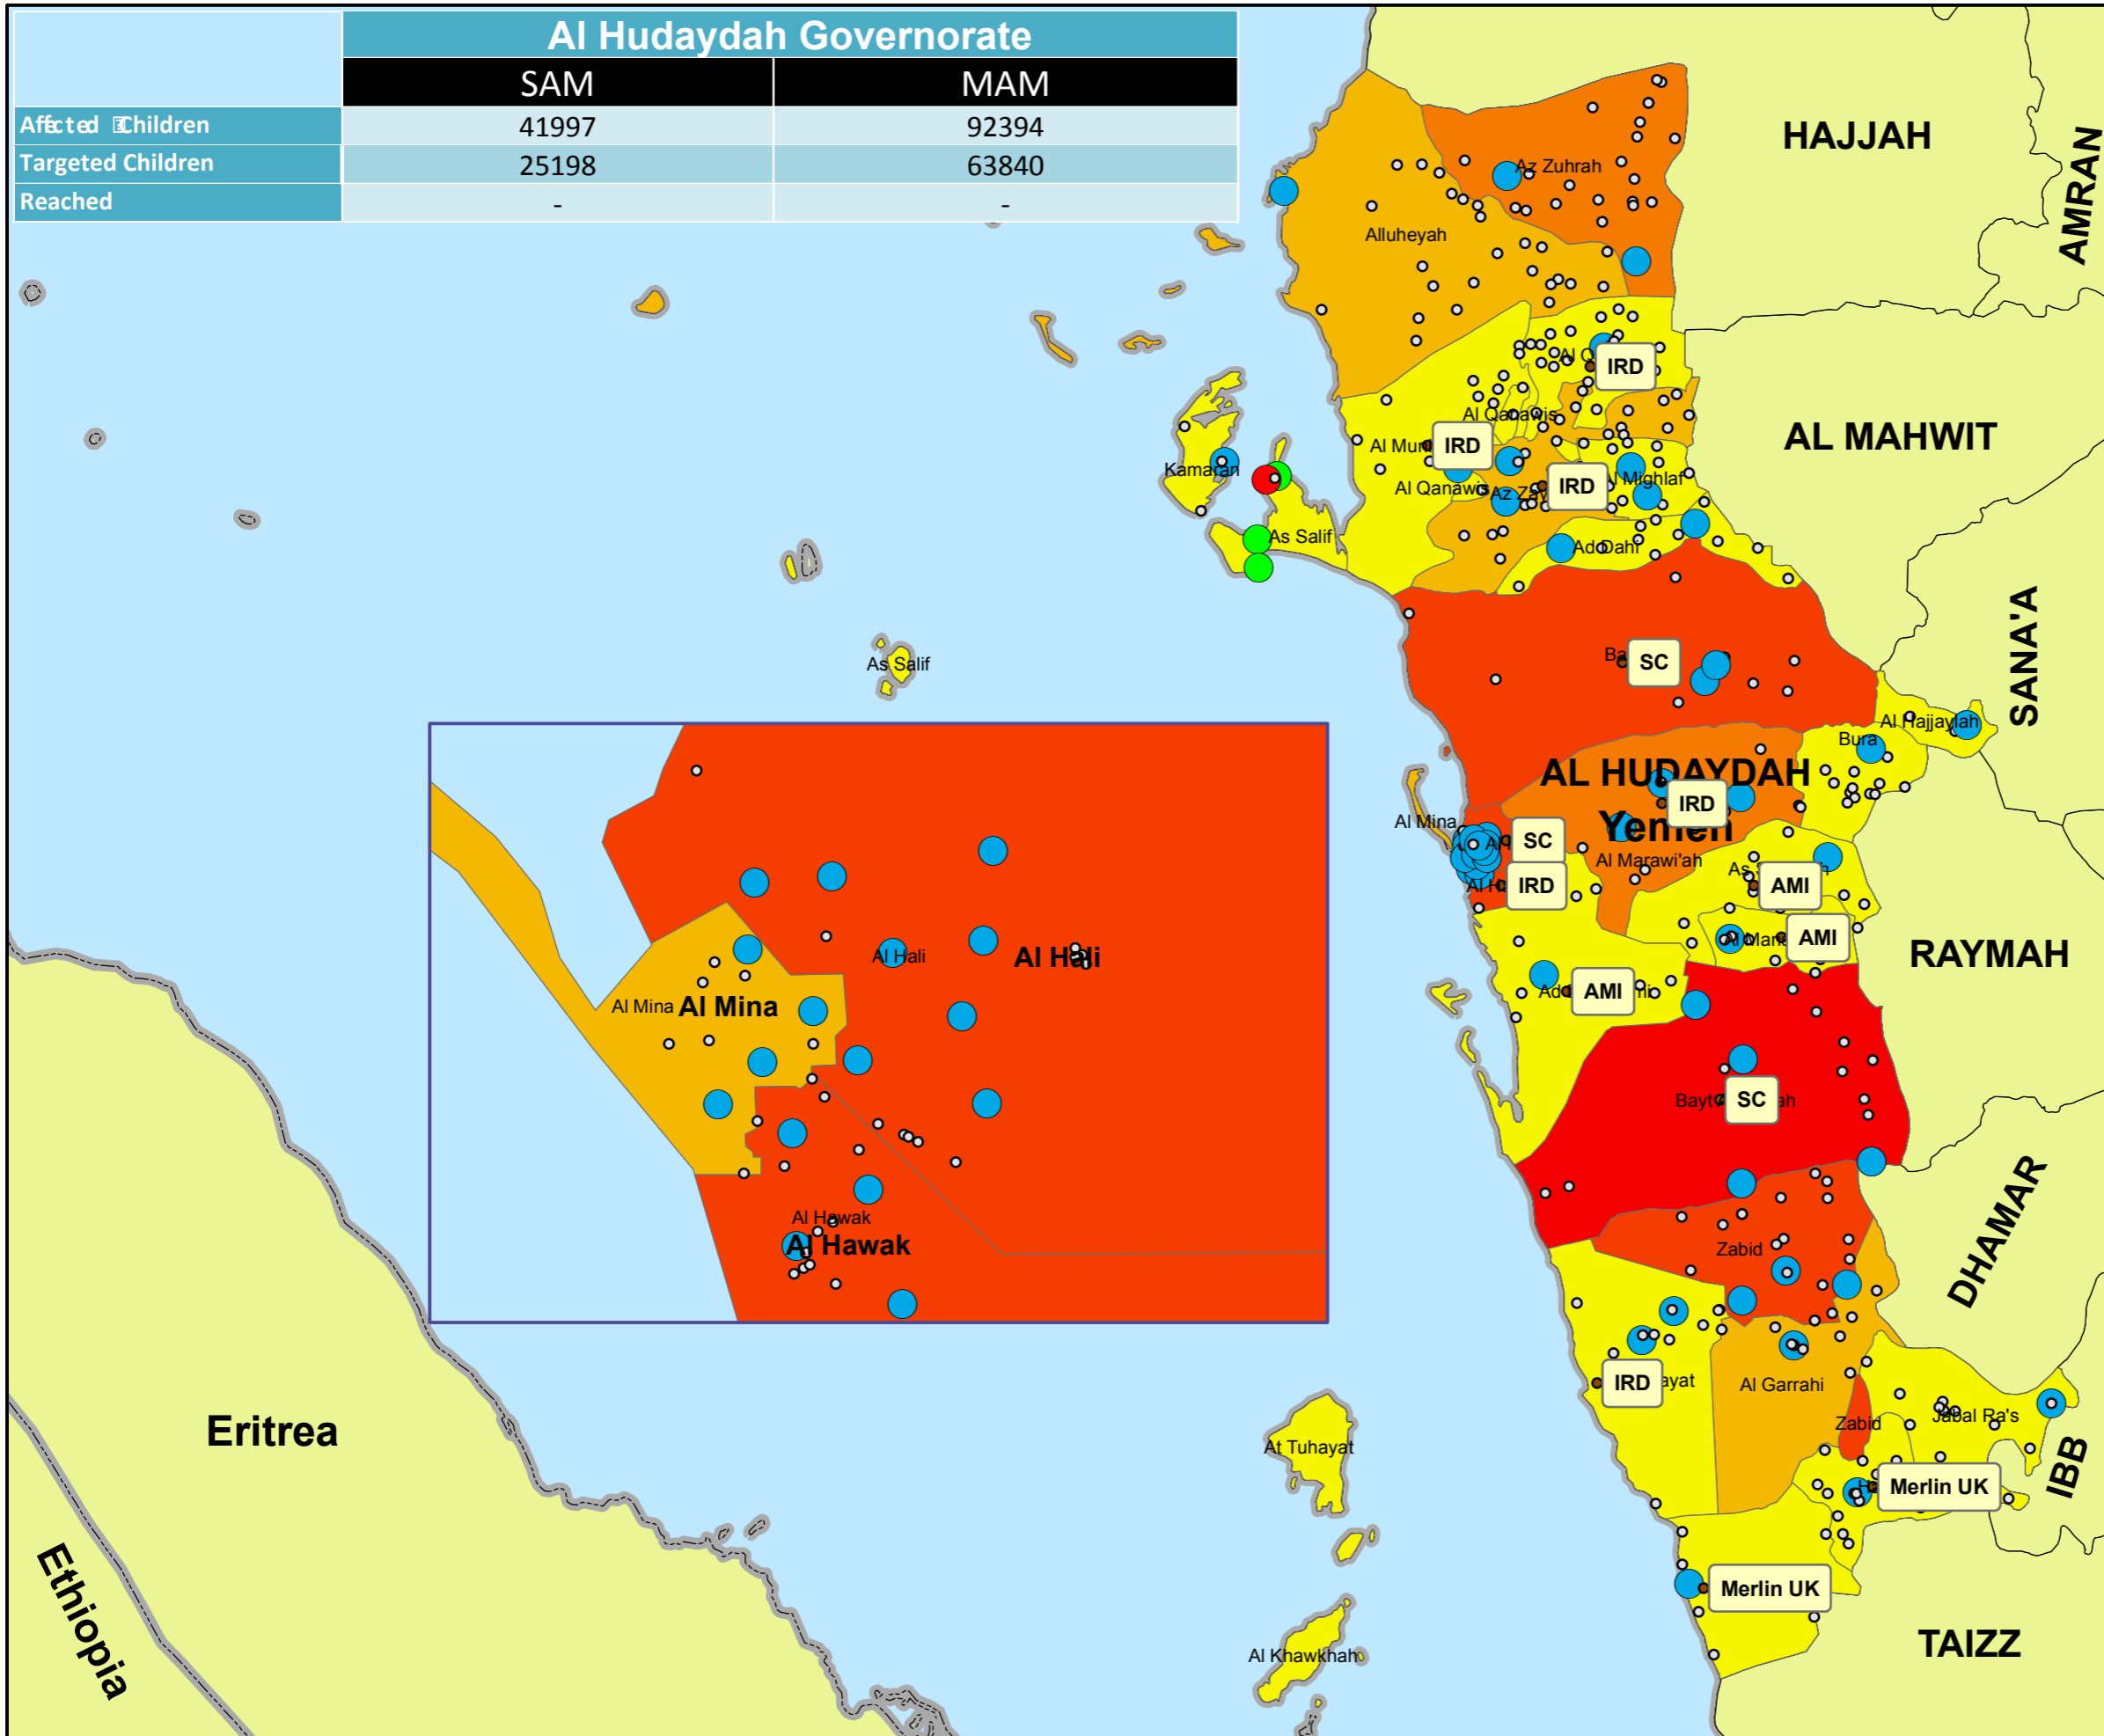 Al Hudaydah Governorate
SAM MAM
Affected Children 41997 92394
Targeted Children 25198 63840
Reached - -
HAJJAH
AMRAN
Az Zuhrah
Alluheyah
IRD
Al Qanawis
AL MAHWIT
IRD
Kamaran
Al Qanawis
IRD
Al Mighlaf
As Salif
Ad Dahi
SANA'A
As Salif
SC
Al Hajjaylah
Bura
AL HUDAYDAH
IRD
Yemen
Al Mina
SC
Al Marawi'ah
IRD
AMI
AMI
RAYMAH
AMI
Al Hali
Al Hali
Al Mina
Al Mina
SC
Al Hawak
Al Hawak
DHAMAR
Zabid
IRD
Al Garrahi
Zabid
Jabal Ra's
Eritrea
At Tuhayat
IBB
Merlin UK
Merlin UK
Ethiopia
TAIZZ
Al Khawkhah